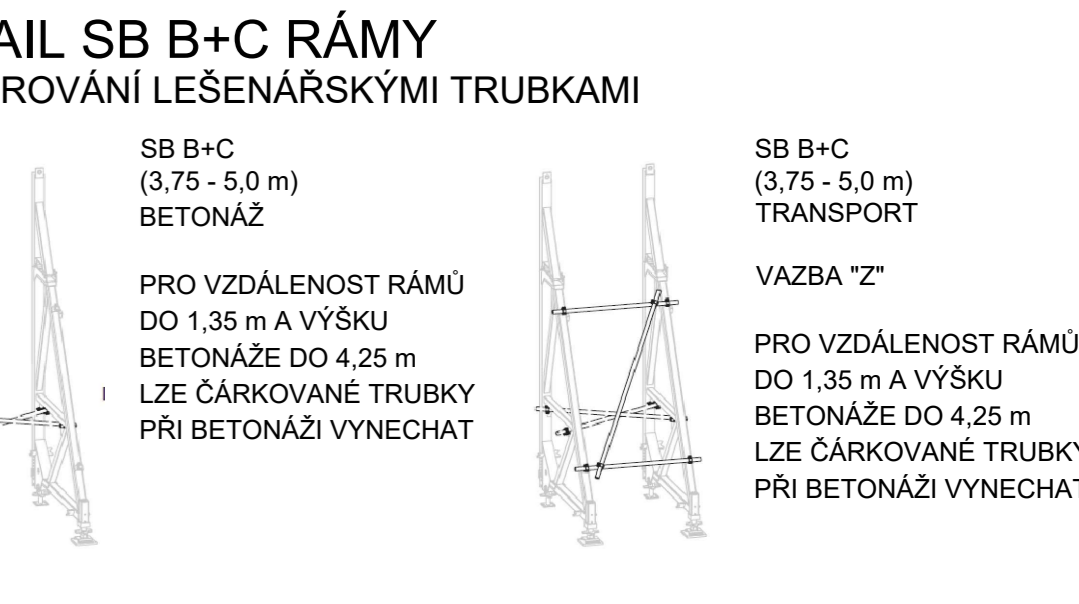 AIL SB B+C RÁMY
ROVÁNÍ LEŠENÁŘSKÝMI TRUBKAMI
SB B+C
(3,75 - 5,0 m)
BETONÁŽ
PRO VZDÁLENOST RÁMŮ
DO 1,35 m A VÝŠKU
BETONÁŽE DO 4,25 m
LZE ČÁRKOVANÉ TRUBKY
PŘI BETONÁŽI VYNECHAT
SB B+C
(3,75 - 5,0 m)
TRANSPORT
VAZBA "Z"
PRO VZDÁLENOST RÁMŮ
DO 1,35 m A VÝŠKU
BETONÁŽE DO 4,25 m
LZE ČÁRKOVANÉ TRUBKY
PŘI BETONÁŽI VYNECHAT